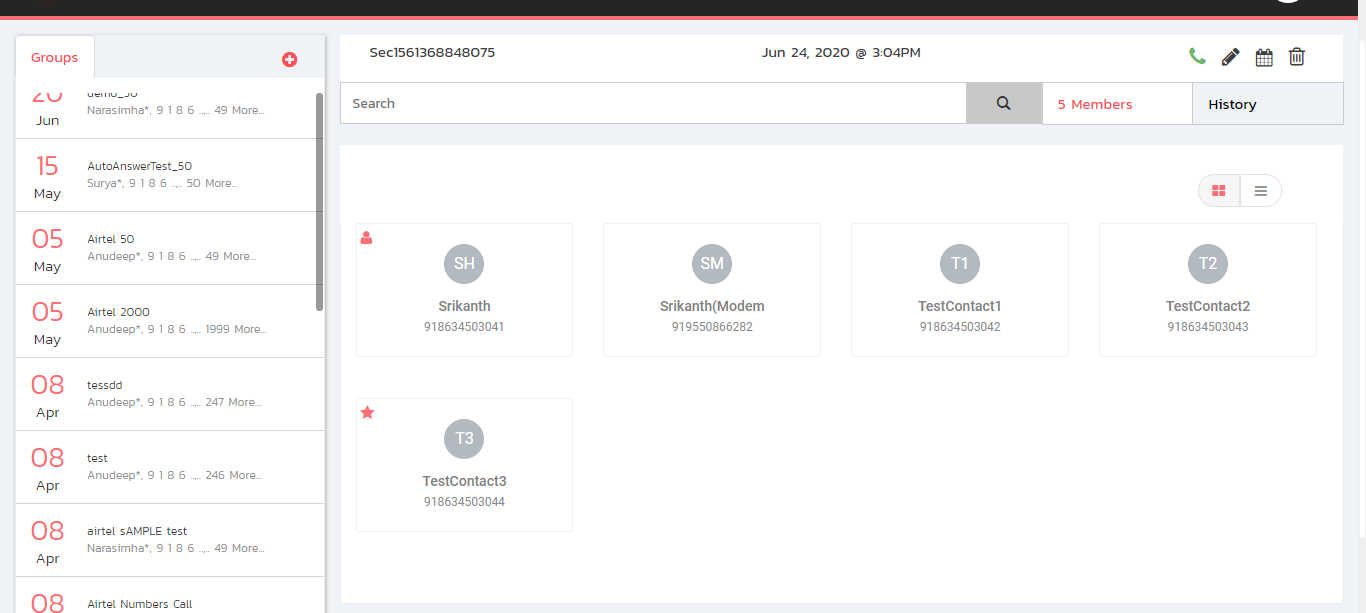 Groups
20
Jun
demo_50
Narasimha*, 9 1 8 6 ..,.. 49 More...
15
May
AutoAnswerTest_50
Surya*, 9 1 8 6 ..,.. 50 More...
05
May
Airtel 50
Anudeep*, 9 1 8 6 ..,.. 49 More...
05
May
Airtel 2000
Anudeep*, 9 1 8 6 ..,.. 1999 More...
08
Apr
tessdd
Anudeep*, 9 1 8 6 ..,.. 247 More...
08
Apr
test
Anudeep*, 9 1 8 6 ..,.. 246 More...
08
Apr
airtel sAMPLE test
Narasimha*, 9 1 8 6 ..,.. 49 More...
08
Airtel Numbers Call
Sec1561368848075
Jun 24, 2020 @ 3:04PM
Search
5 Members
History
SH
Srikanth
918634503041
SM
Srikanth(Modem
919550866282
T1
TestContact1
918634503042
T2
TestContact2
918634503043
T3
TestContact3
918634503044